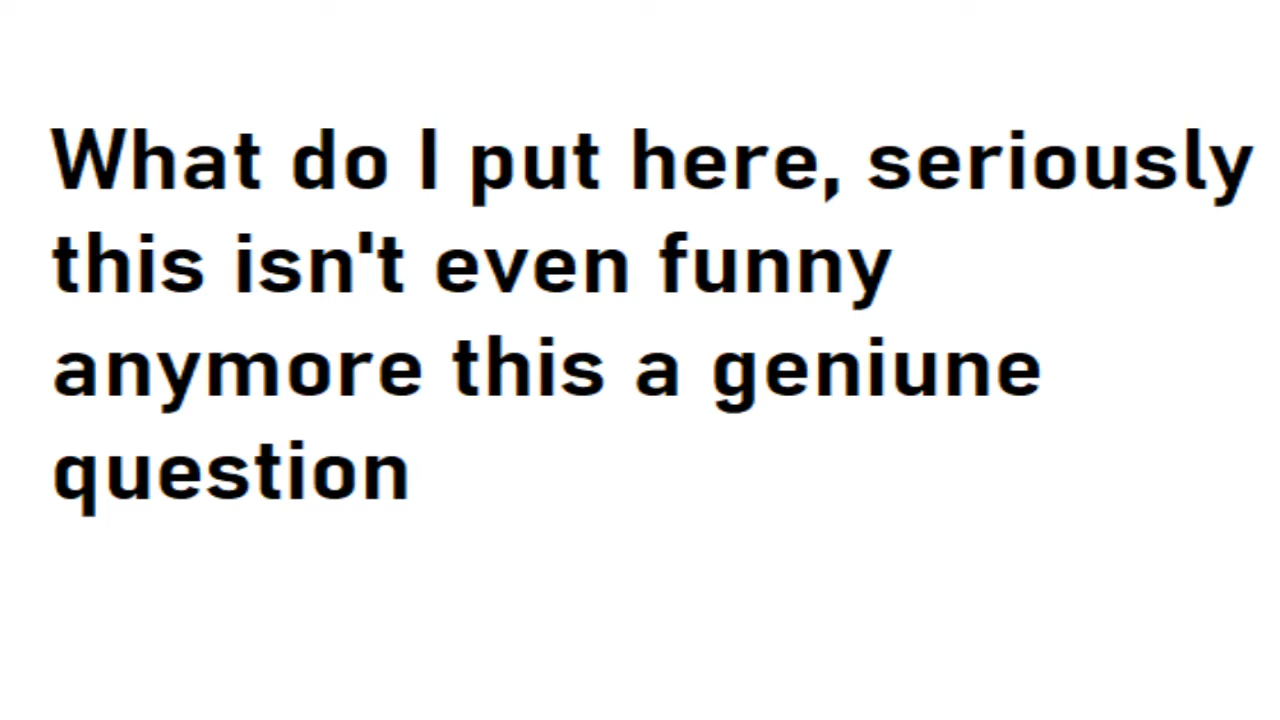 What do I put here, seriously
this isn't even funny
anymore this a geniune
question